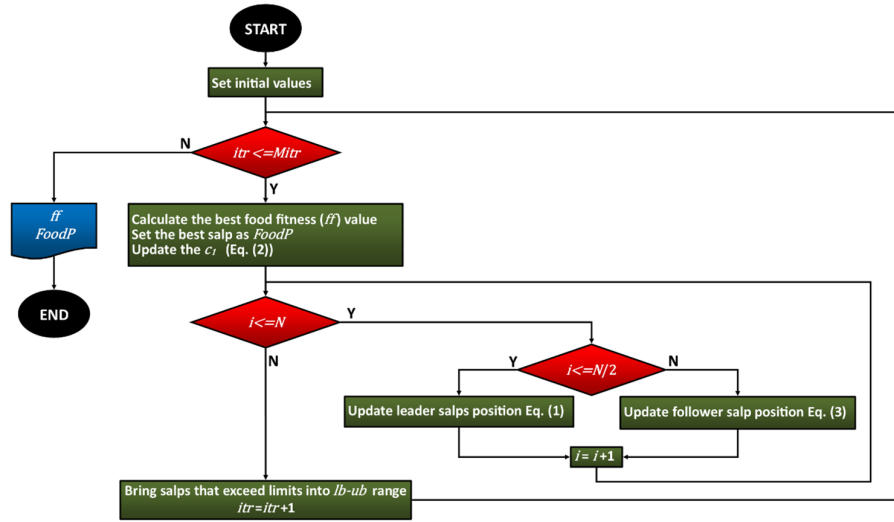 START
Set initial values
itr <=Mitr
N
Y
ff
FoodP
END
Calculate the best food fitness (ff) value
Set the best salp as FoodP
Update the c₁ (Eq. (2))
i<=N
Y
N
i<=N/2
Y
N
Update leader salps position Eq. (1)
Update follower salp position Eq. (3)
i = i+1
Bring salps that exceed limits into lb-ub range
itr=itr+1